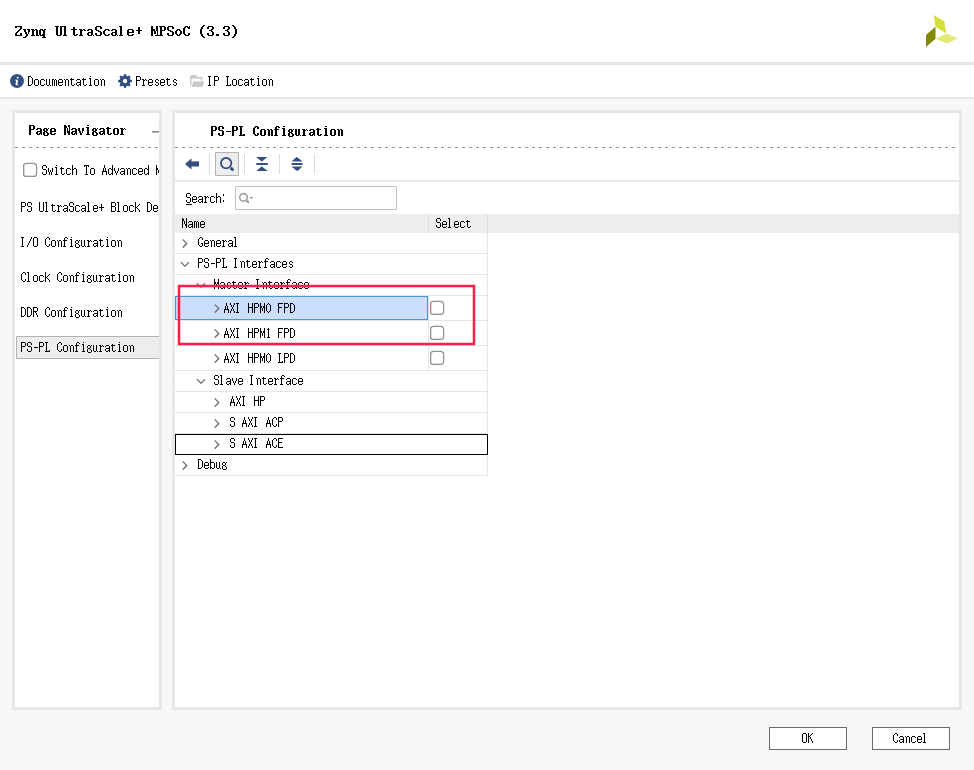 Zynq UltraScale+ MPSoC (3.3)
Documentation Presets IP Location
Page Navigator
Switch To Advanced M
PS UltraScale+ Block De
I/O Configuration
Clock Configuration
DDR Configuration
PS-PL Configuration
PS-PL Configuration
Search:
Name Select
General
PS-PL Interfaces
Master Interface
AXI HPM0 FPD
AXI HPM1 FPD
AXI HPM0 LPD
Slave Interface
AXI HP
S AXI ACP
S AXI ACE
Debug
OK Cancel